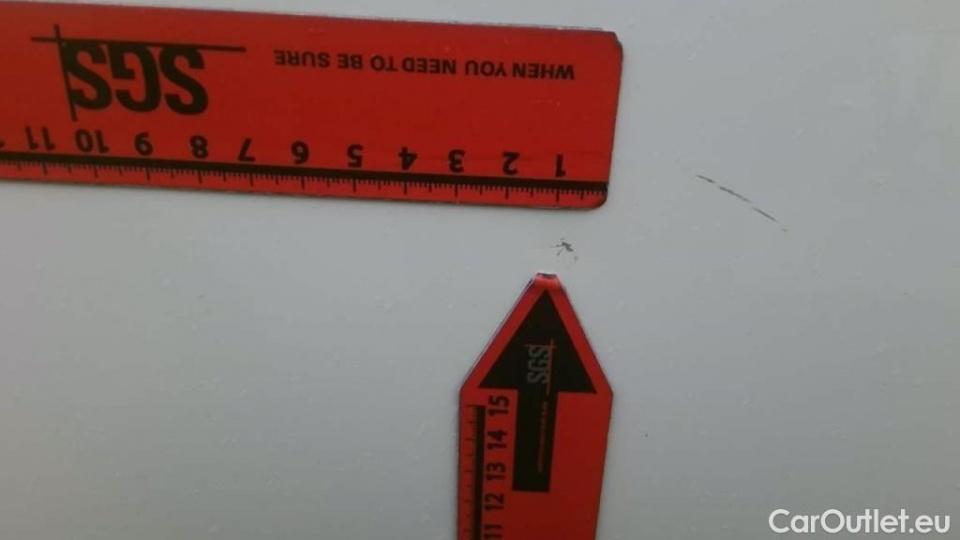 WHEN YOU NEED TO BE SURE
SGS
1 2 3 4 5 6 7 8 9 10 11
SGS
15
14
13
12
11
CarOutlet.eu